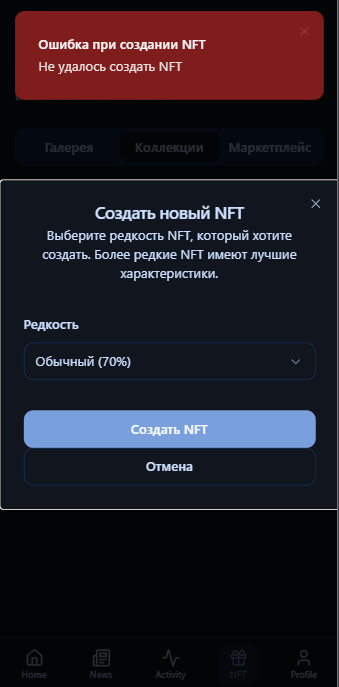 Ошибка при создании NFT
Не удалось создать NFT
Галерея Коллекции Маркетплейс
Создать новый NFT
Выберите редкость NFT, который хотите
создать. Более редкие NFT имеют лучшие
характеристики.
Редкость
Обычный (70%)
Создать NFT
Отмена
Home News Activity NFT Profile